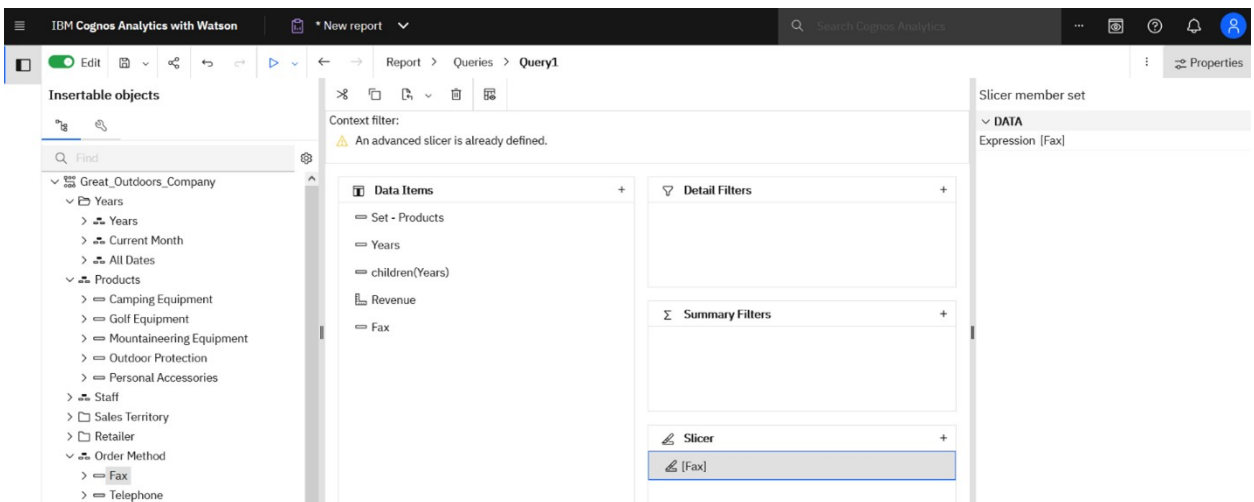 IBM Cognos Analytics with Watson
* New report
Search Cognos Analytics
Edit
Report > Queries > Query1
Properties
Insertable objects
Find
Great_Outdoors_Company
Years
Years
Current Month
All Dates
Products
Camping Equipment
Golf Equipment
Mountaineering Equipment
Outdoor Protection
Personal Accessories
Staff
Sales Territory
Retailer
Order Method
Fax
Telephone
Context filter:
An advanced slicer is already defined.
Data Items
Set - Products
Years
children(Years)
Revenue
Fax
Detail Filters
Summary Filters
Slicer
[Fax]
Slicer member set
DATA
Expression [Fax]